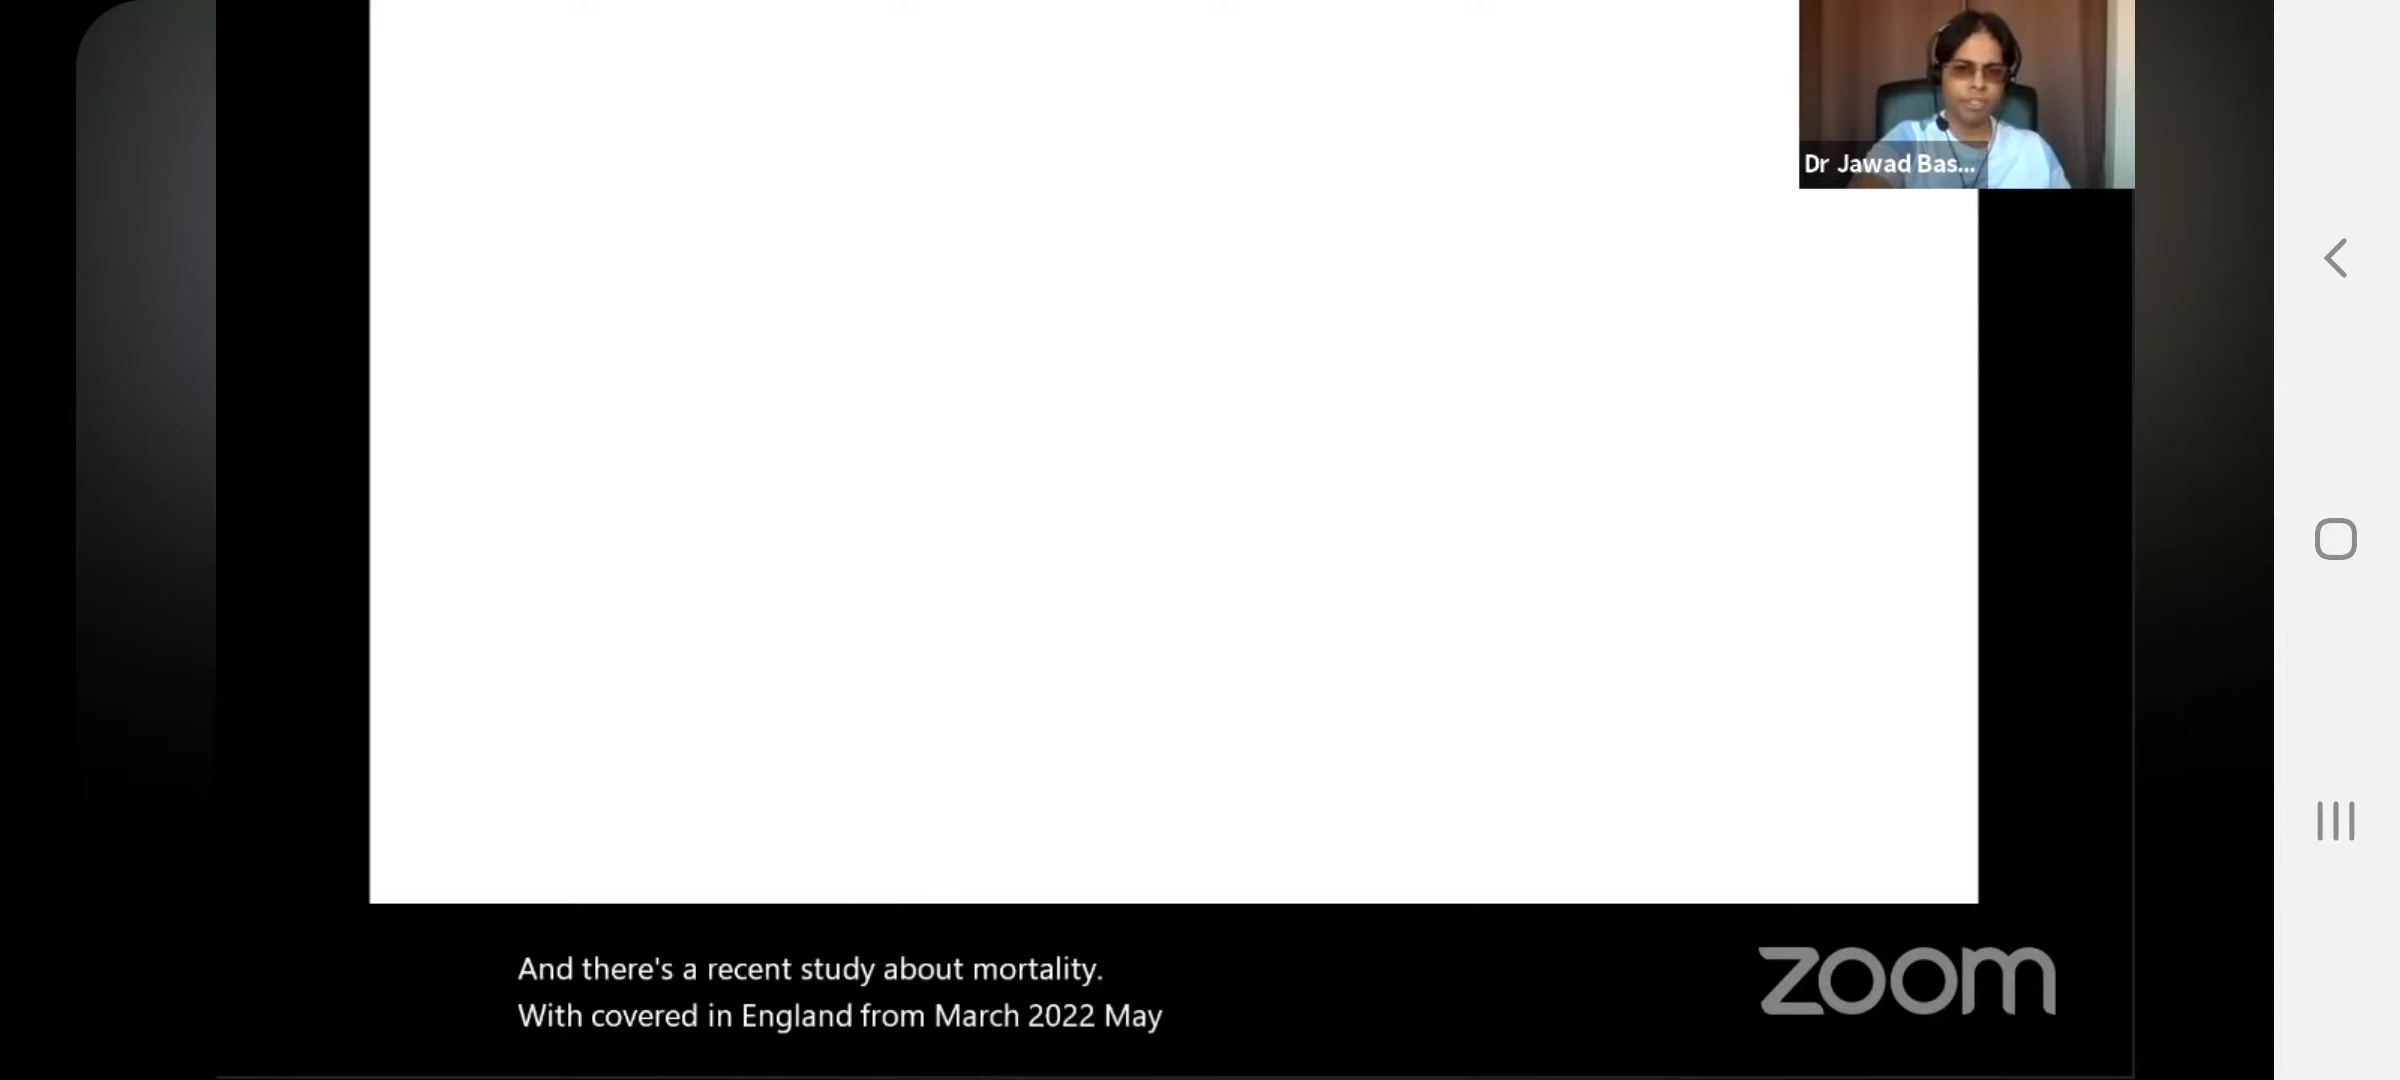 Dr Jawad Bas...
And there's a recent study about mortality.
With covered in England from March 2022 May
zoom